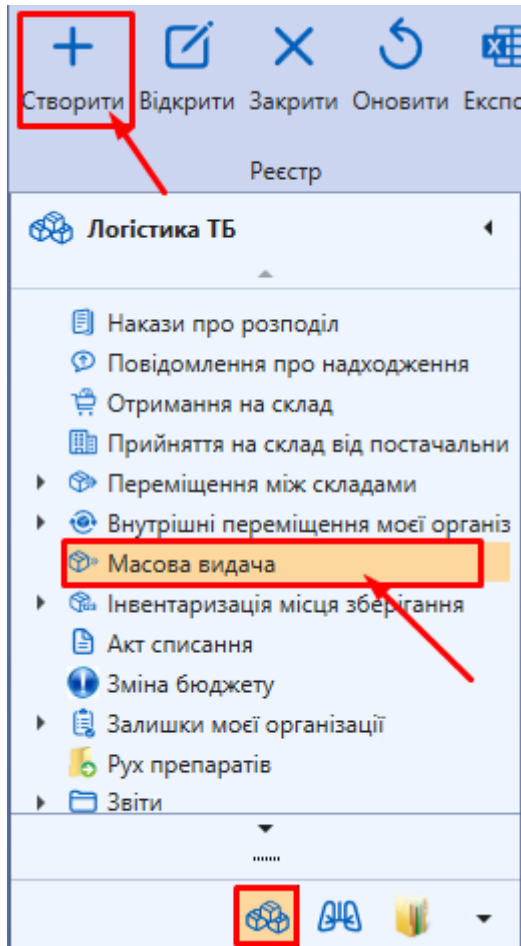 Створити Відкрити Закрити Оновити Експо
Реєстр
Логістика ТБ
Накази про розподіл
Повідомлення про надходження
Отримання на склад
Прийняття на склад від постачальни
Переміщення між складами
Внутрішні переміщення моєї організ
Масова видача
Інвентаризація місця зберігання
Акт списання
Зміна бюджету
Залишки моєї організації
Рух препаратів
Звіти